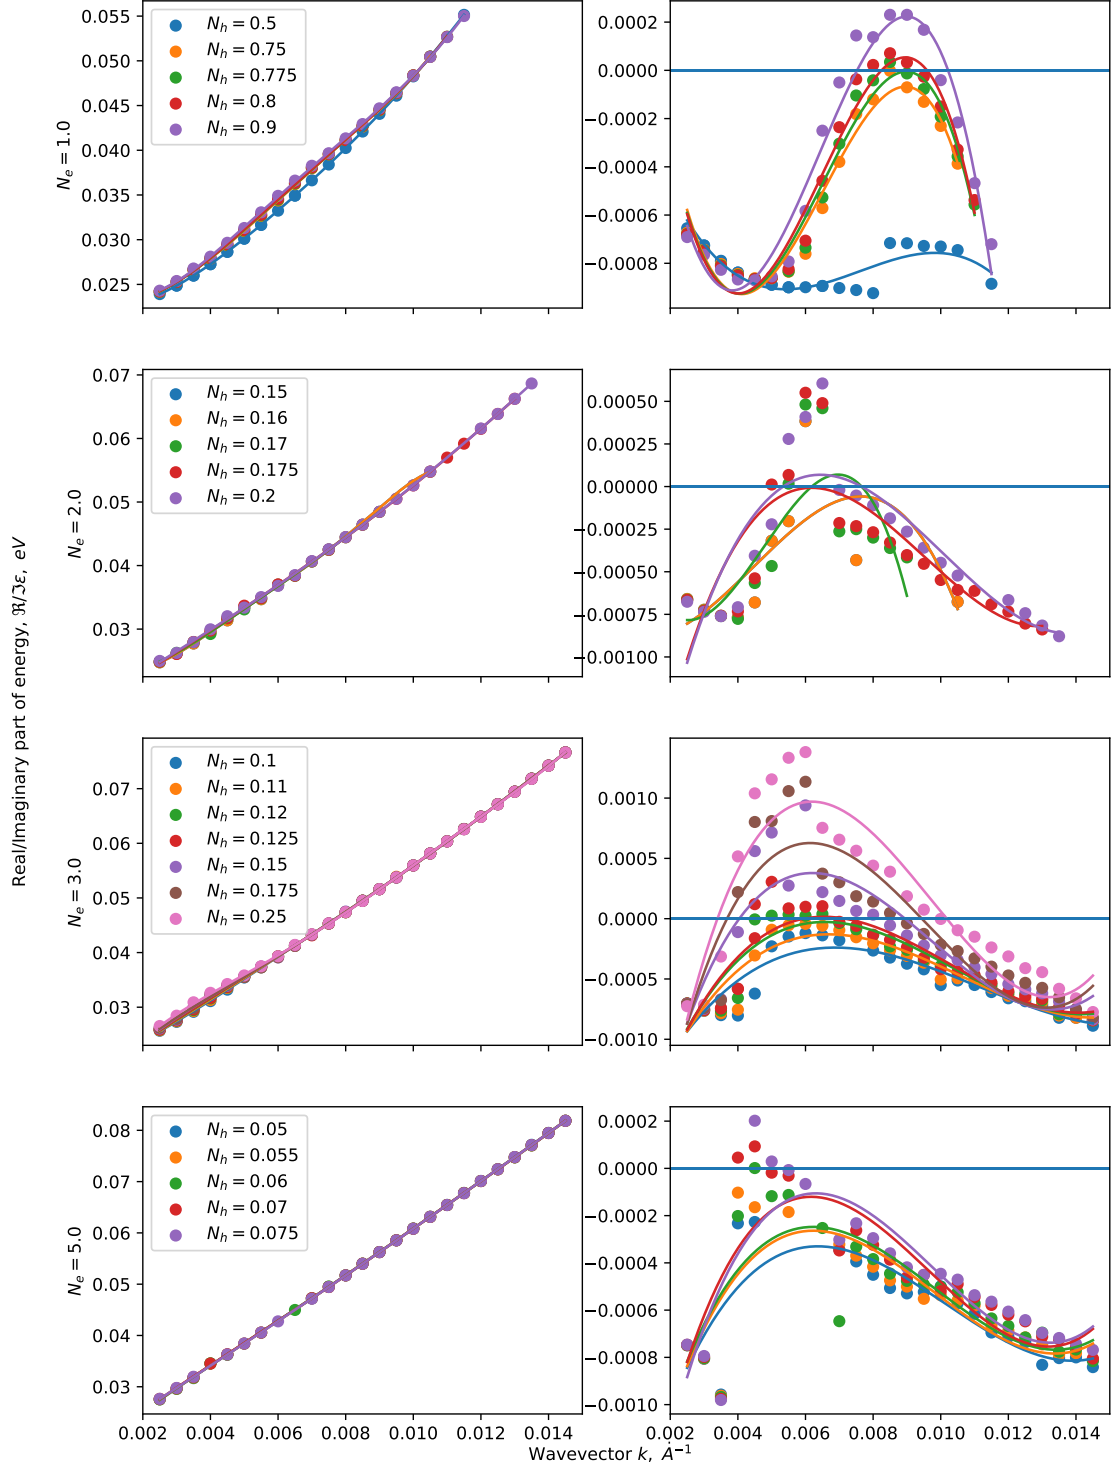 0.055
0.050
0.045
0.040
0.035
0.030
0.025
N_e = 1.0
N_h = 0.5
N_h = 0.75
N_h = 0.775
N_h = 0.8
N_h = 0.9
0.0002
0.0000
−0.0002
−0.0004
−0.0006
−0.0008
0.07
0.06
0.05
0.04
0.03
N_e = 2.0
N_h = 0.15
N_h = 0.16
N_h = 0.17
N_h = 0.175
N_h = 0.2
0.00050
0.00025
0.00000
−0.00025
−0.00050
−0.00075
−0.00100
Real/Imaginary part of energy, ℜ/ℑε, eV
0.07
0.06
0.05
0.04
0.03
N_e = 3.0
N_h = 0.1
N_h = 0.11
N_h = 0.12
N_h = 0.125
N_h = 0.15
N_h = 0.175
N_h = 0.25
0.0010
0.0005
0.0000
−0.0005
−0.0010
0.08
0.07
0.06
0.05
0.04
0.03
N_e = 5.0
N_h = 0.05
N_h = 0.055
N_h = 0.06
N_h = 0.07
N_h = 0.075
0.0002
0.0000
−0.0002
−0.0004
−0.0006
−0.0008
−0.0010
0.002 0.004 0.006 0.008 0.010 0.012 0.014
0.002 0.004 0.006 0.008 0.010 0.012 0.014
Wavevector k, Å⁻¹